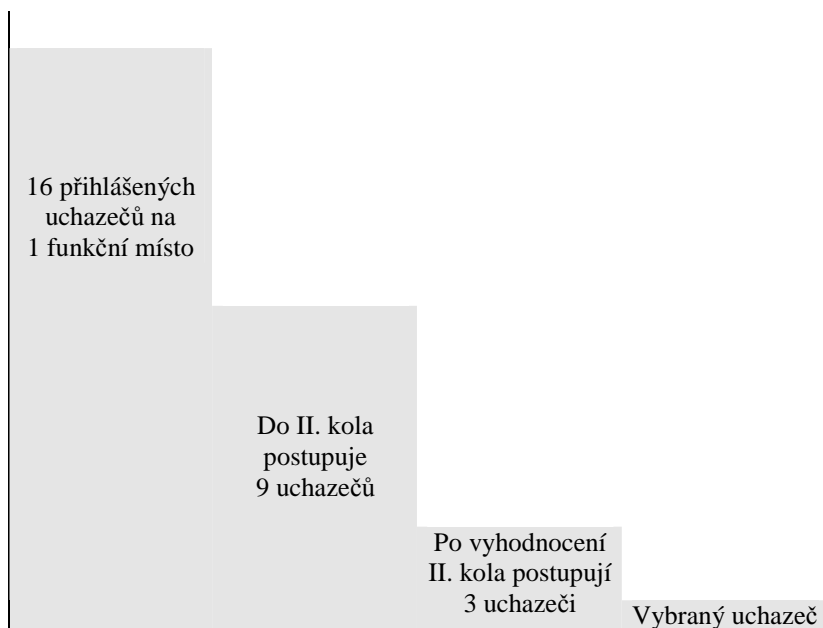 16 přihlášených
uchazečů na
1 funkční místo
Do II. kola
postupuje
9 uchazečů
Po vyhodnocení
II. kola postupují
3 uchazeči
Vybraný uchazeč